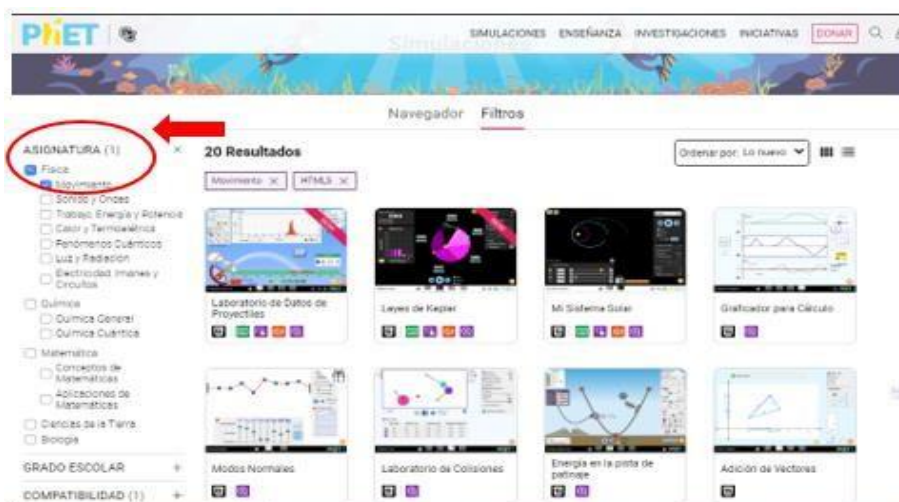 PhET
SIMULACIONES ENSEÑANZA INVESTIGACIONES INICIATIVAS DONAR
Simulaciones
Navegador Filtros
ASIGNATURA (1) ×
Física
Movimiento
Sonido y Ondas
Trabajo, Energía y Potencia
Calor y Termoelétrica
Fenómenos Cuánticos
Luz y Radiación
Electricidad Imanes y
Circuitos
Química
Química General
Química Cuántica
Matemática
Conceptos de
Matemáticas
Aplicaciones de
Matemáticas
Ciencias de la Tierra
Biología
GRADO ESCOLAR +
COMPATIBILIDAD (1) +
20 Resultados
Ordenar por: Lo nuevo
Movimiento × HTML5 ×
Laboratorio de Datos de
Proyectiles
Leyes de Kepler
Mi Sistema Solar
Graficador para Cálculo
Modos Normales
Laboratorio de Colisiones
Energía en la pista de
patinaje
Adición de Vectores